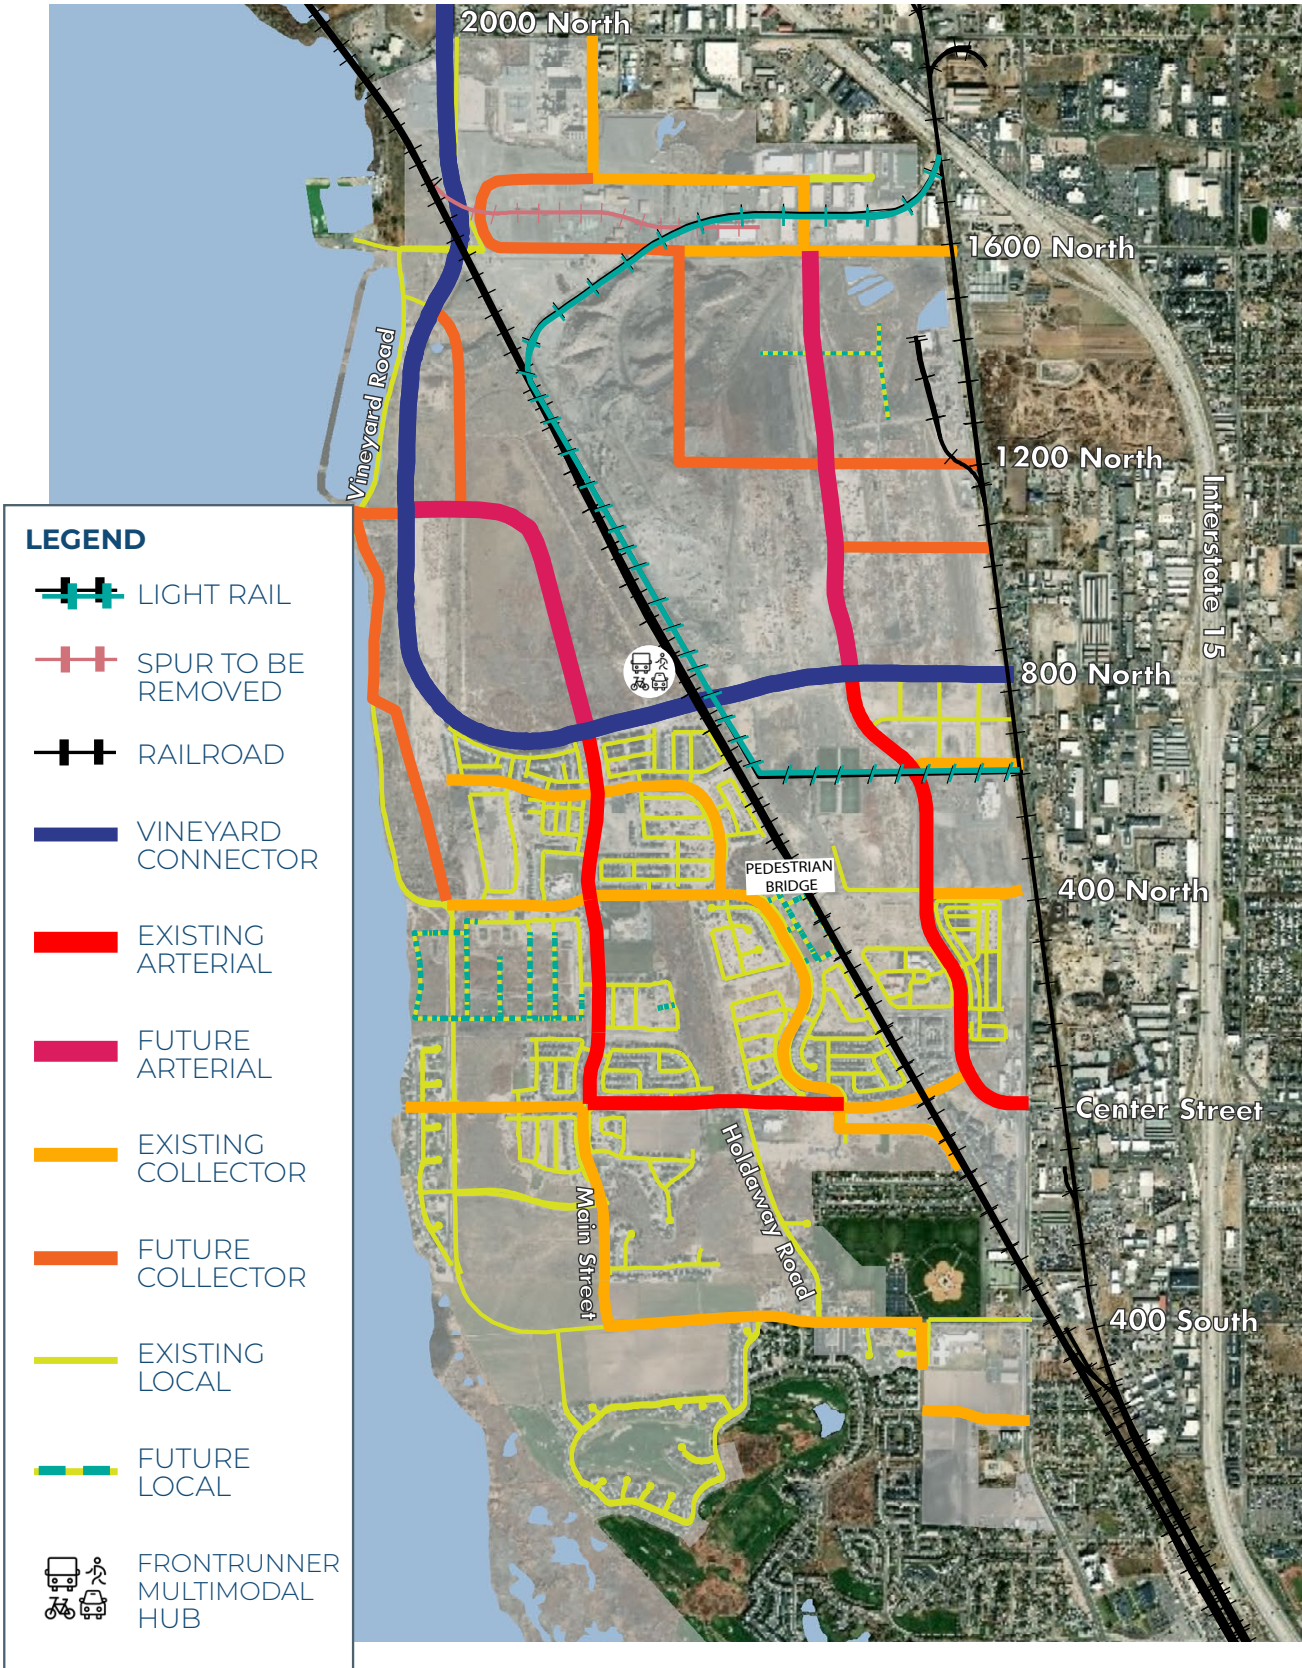 2000 North
1600 North
Vineyard Road
1200 North
Interstate 15
LEGEND
LIGHT RAIL
SPUR TO BE
REMOVED
RAILROAD
VINEYARD
CONNECTOR
EXISTING
ARTERIAL
FUTURE
ARTERIAL
EXISTING
COLLECTOR
FUTURE
COLLECTOR
EXISTING
LOCAL
FUTURE
LOCAL
FRONTRUNNER
MULTIMODAL
HUB
800 North
PEDESTRIAN
BRIDGE
400 North
Center Street
Holdaway Road
Main Street
400 South